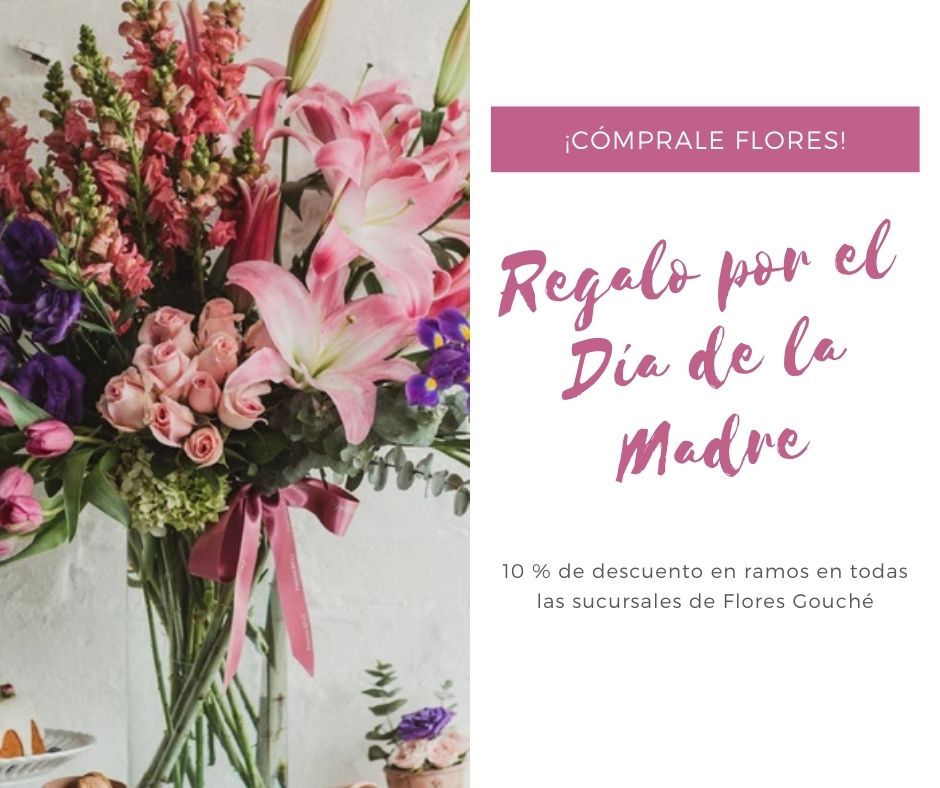 ¡CÓMPRALE FLORES!
Regalo por el
Día de la
Madre
10 % de descuento en ramos en todas
las sucursales de Flores Gouché